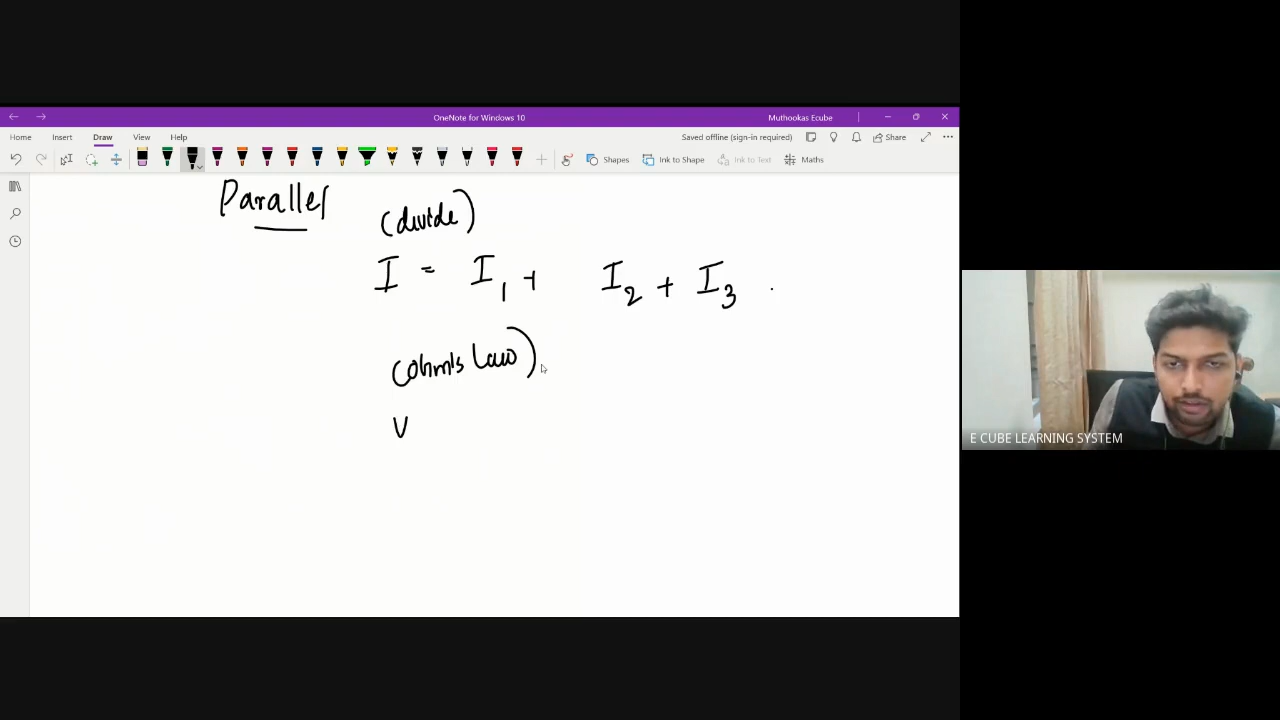 OneNote for Windows 10
Muthookas Ecube
Home Insert Draw View Help
Saved offline (sign-in required) Share
Shapes Ink to Shape Ink to Text Maths
Parallel
(divide)
I = I₁ + I₂ + I₃
(ohm's law)
V
E CUBE LEARNING SYSTEM